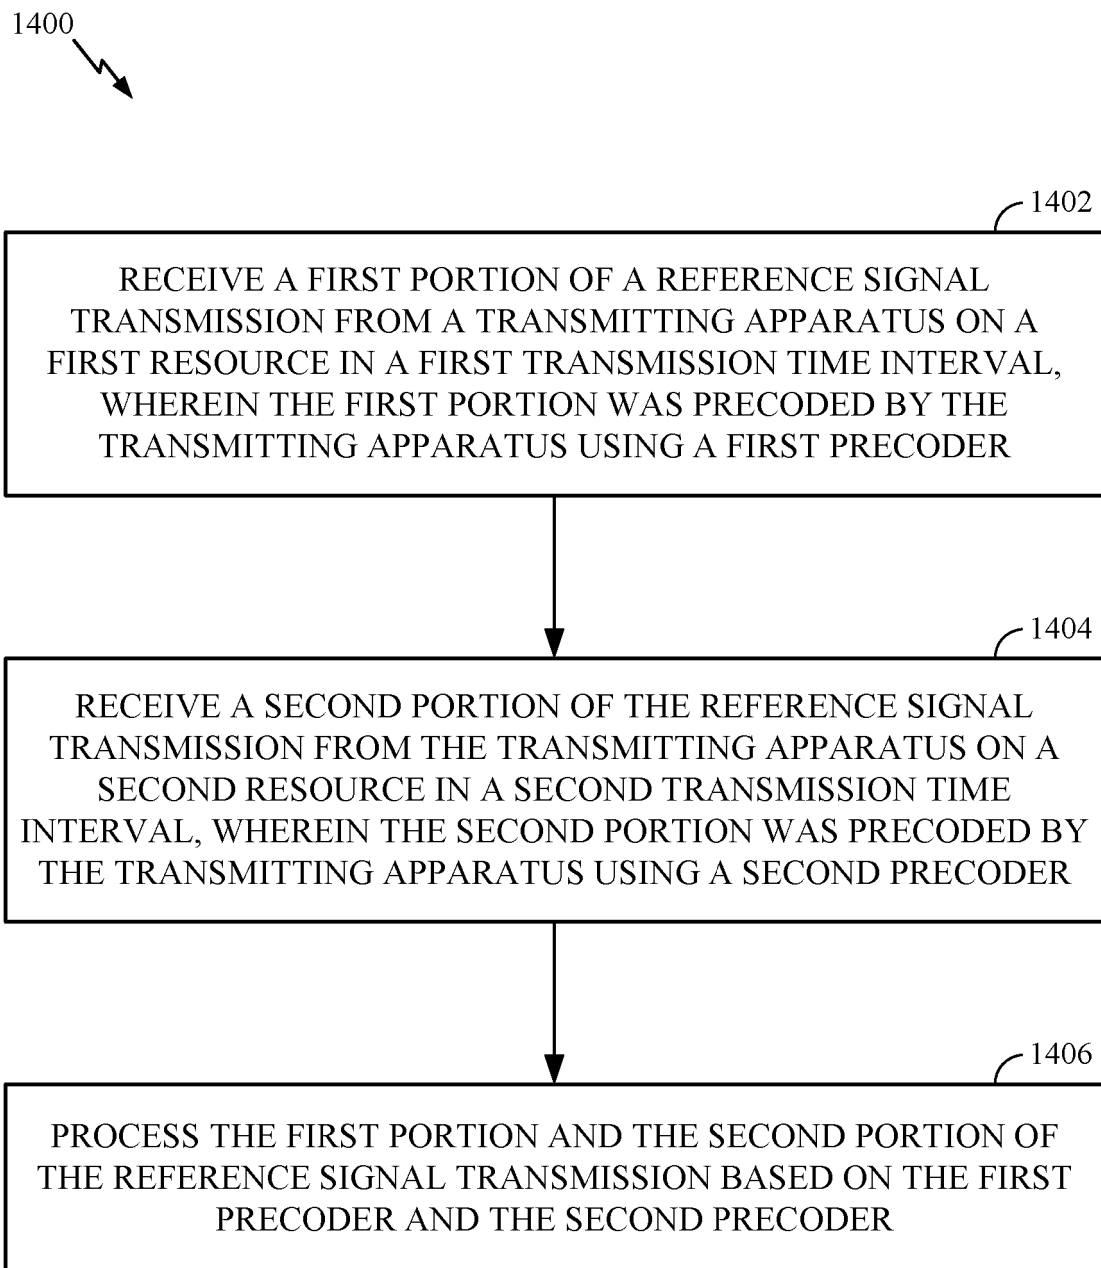 1400
1402
RECEIVE A FIRST PORTION OF A REFERENCE SIGNAL
TRANSMISSION FROM A TRANSMITTING APPARATUS ON A
FIRST RESOURCE IN A FIRST TRANSMISSION TIME INTERVAL,
WHEREIN THE FIRST PORTION WAS PRECODED BY THE
TRANSMITTING APPARATUS USING A FIRST PRECODER
1404
RECEIVE A SECOND PORTION OF THE REFERENCE SIGNAL
TRANSMISSION FROM THE TRANSMITTING APPARATUS ON A
SECOND RESOURCE IN A SECOND TRANSMISSION TIME
INTERVAL, WHEREIN THE SECOND PORTION WAS PRECODED BY
THE TRANSMITTING APPARATUS USING A SECOND PRECODER
1406
PROCESS THE FIRST PORTION AND THE SECOND PORTION OF
THE REFERENCE SIGNAL TRANSMISSION BASED ON THE FIRST
PRECODER AND THE SECOND PRECODER